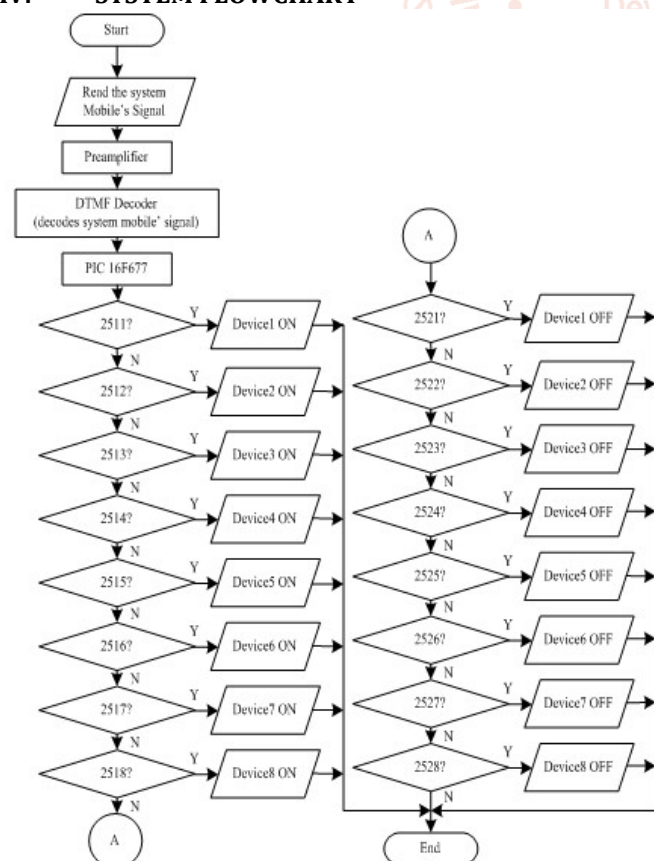 SYSTEM FLOWCHART
Start
Read the system
Mobile's Signal
Preamplifier
DTMF Decoder
(decodes system mobile' signal)
PIC 16F677
2511?
Y
Device1 ON
N
2512?
Y
Device2 ON
N
2513?
Y
Device3 ON
N
2514?
Y
Device4 ON
N
2515?
Y
Device5 ON
N
2516?
Y
Device6 ON
N
2517?
Y
Device7 ON
N
2518?
Y
Device8 ON
N
A
A
2521?
Y
Device1 OFF
N
2522?
Y
Device2 OFF
N
2523?
Y
Device3 OFF
N
2524?
Y
Device4 OFF
N
2525?
Y
Device5 OFF
N
2526?
Y
Device6 OFF
N
2527?
Y
Device7 OFF
N
2528?
Y
Device8 OFF
N
End